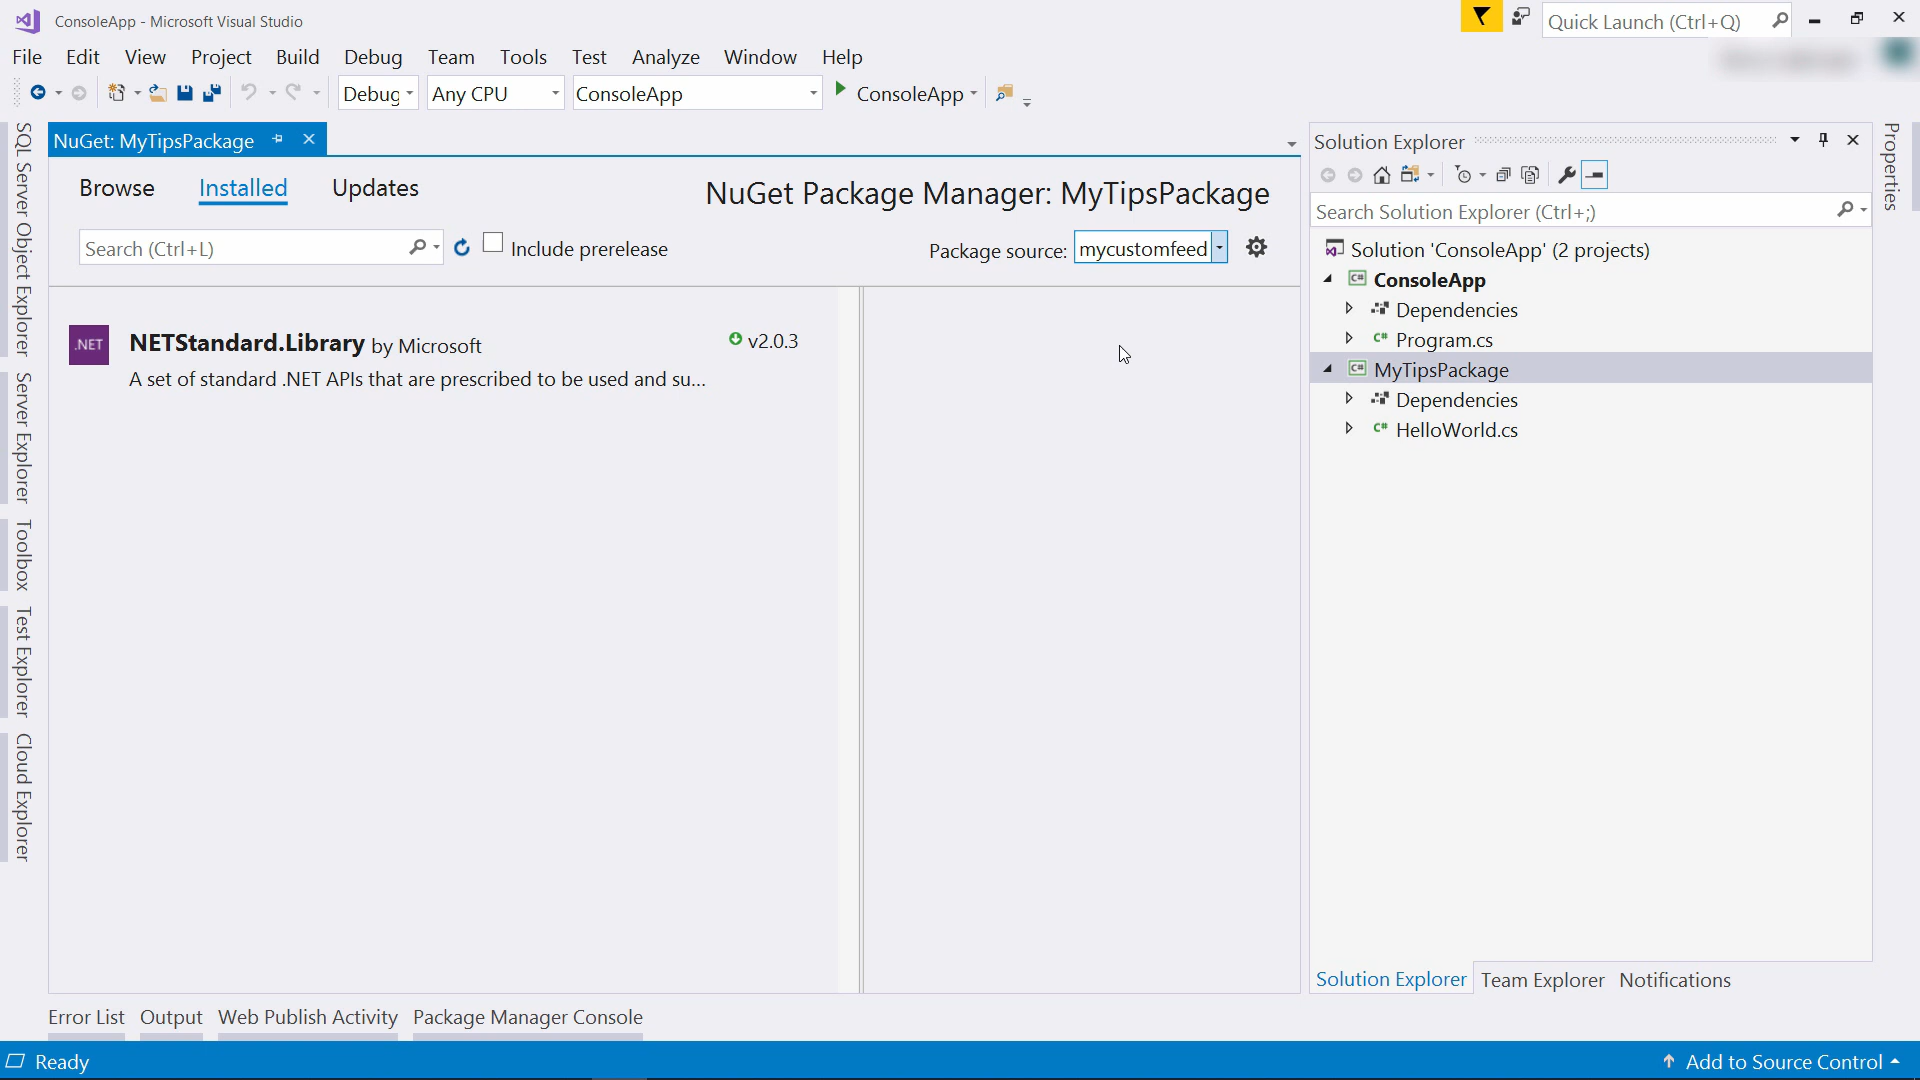 ConsoleApp - Microsoft Visual Studio
Quick Launch (Ctrl+Q)
File Edit View Project Build Debug Team Tools Test Analyze Window Help
Debug Any CPU ConsoleApp ConsoleApp
SQL Server Object Explorer
Server Explorer
Toolbox
Test Explorer
Cloud Explorer
NuGet: MyTipsPackage
Browse Installed Updates
NuGet Package Manager: MyTipsPackage
Search (Ctrl+L)
Include prerelease
Package source: mycustomfeed
.NET
NETStandard.Library by Microsoft
v2.0.3
A set of standard .NET APIs that are prescribed to be used and su...
Solution Explorer
Search Solution Explorer (Ctrl+;)
Solution 'ConsoleApp' (2 projects)
C# ConsoleApp
Dependencies
C# Program.cs
C# MyTipsPackage
Dependencies
C# HelloWorld.cs
Solution Explorer Team Explorer Notifications
Properties
Error List Output Web Publish Activity Package Manager Console
Ready
Add to Source Control